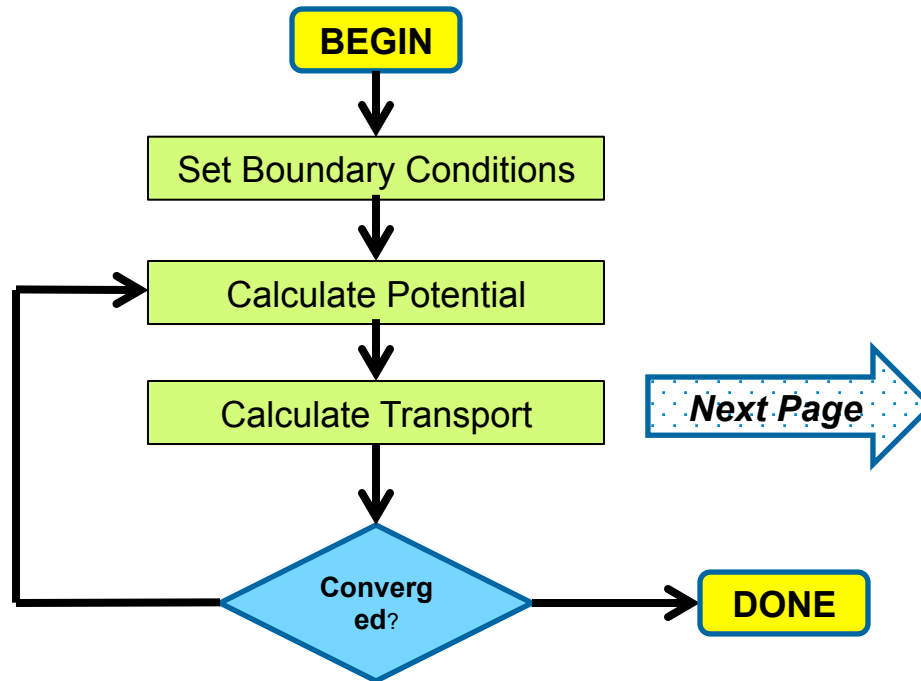 BEGIN
Set Boundary Conditions
Calculate Potential
Calculate Transport
Next Page
Converg
ed?
DONE